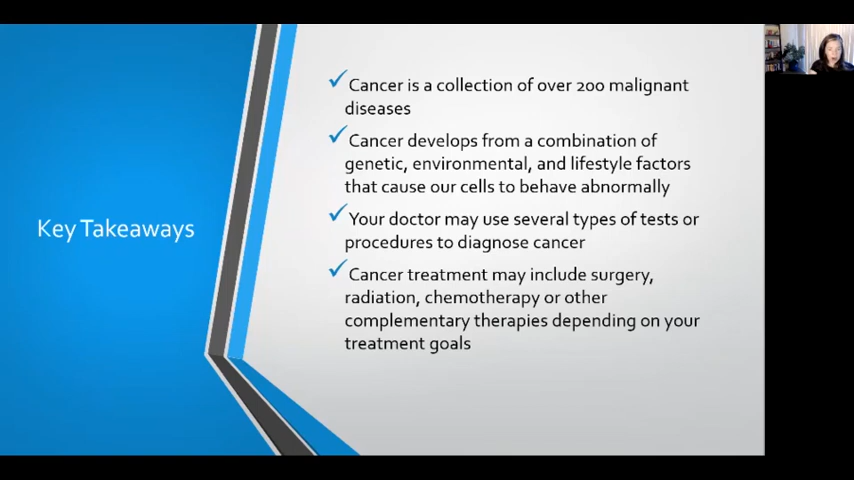 Key Takeaways
Cancer is a collection of over 200 malignant
diseases
Cancer develops from a combination of
genetic, environmental, and lifestyle factors
that cause our cells to behave abnormally
Your doctor may use several types of tests or
procedures to diagnose cancer
Cancer treatment may include surgery,
radiation, chemotherapy or other
complementary therapies depending on your
treatment goals